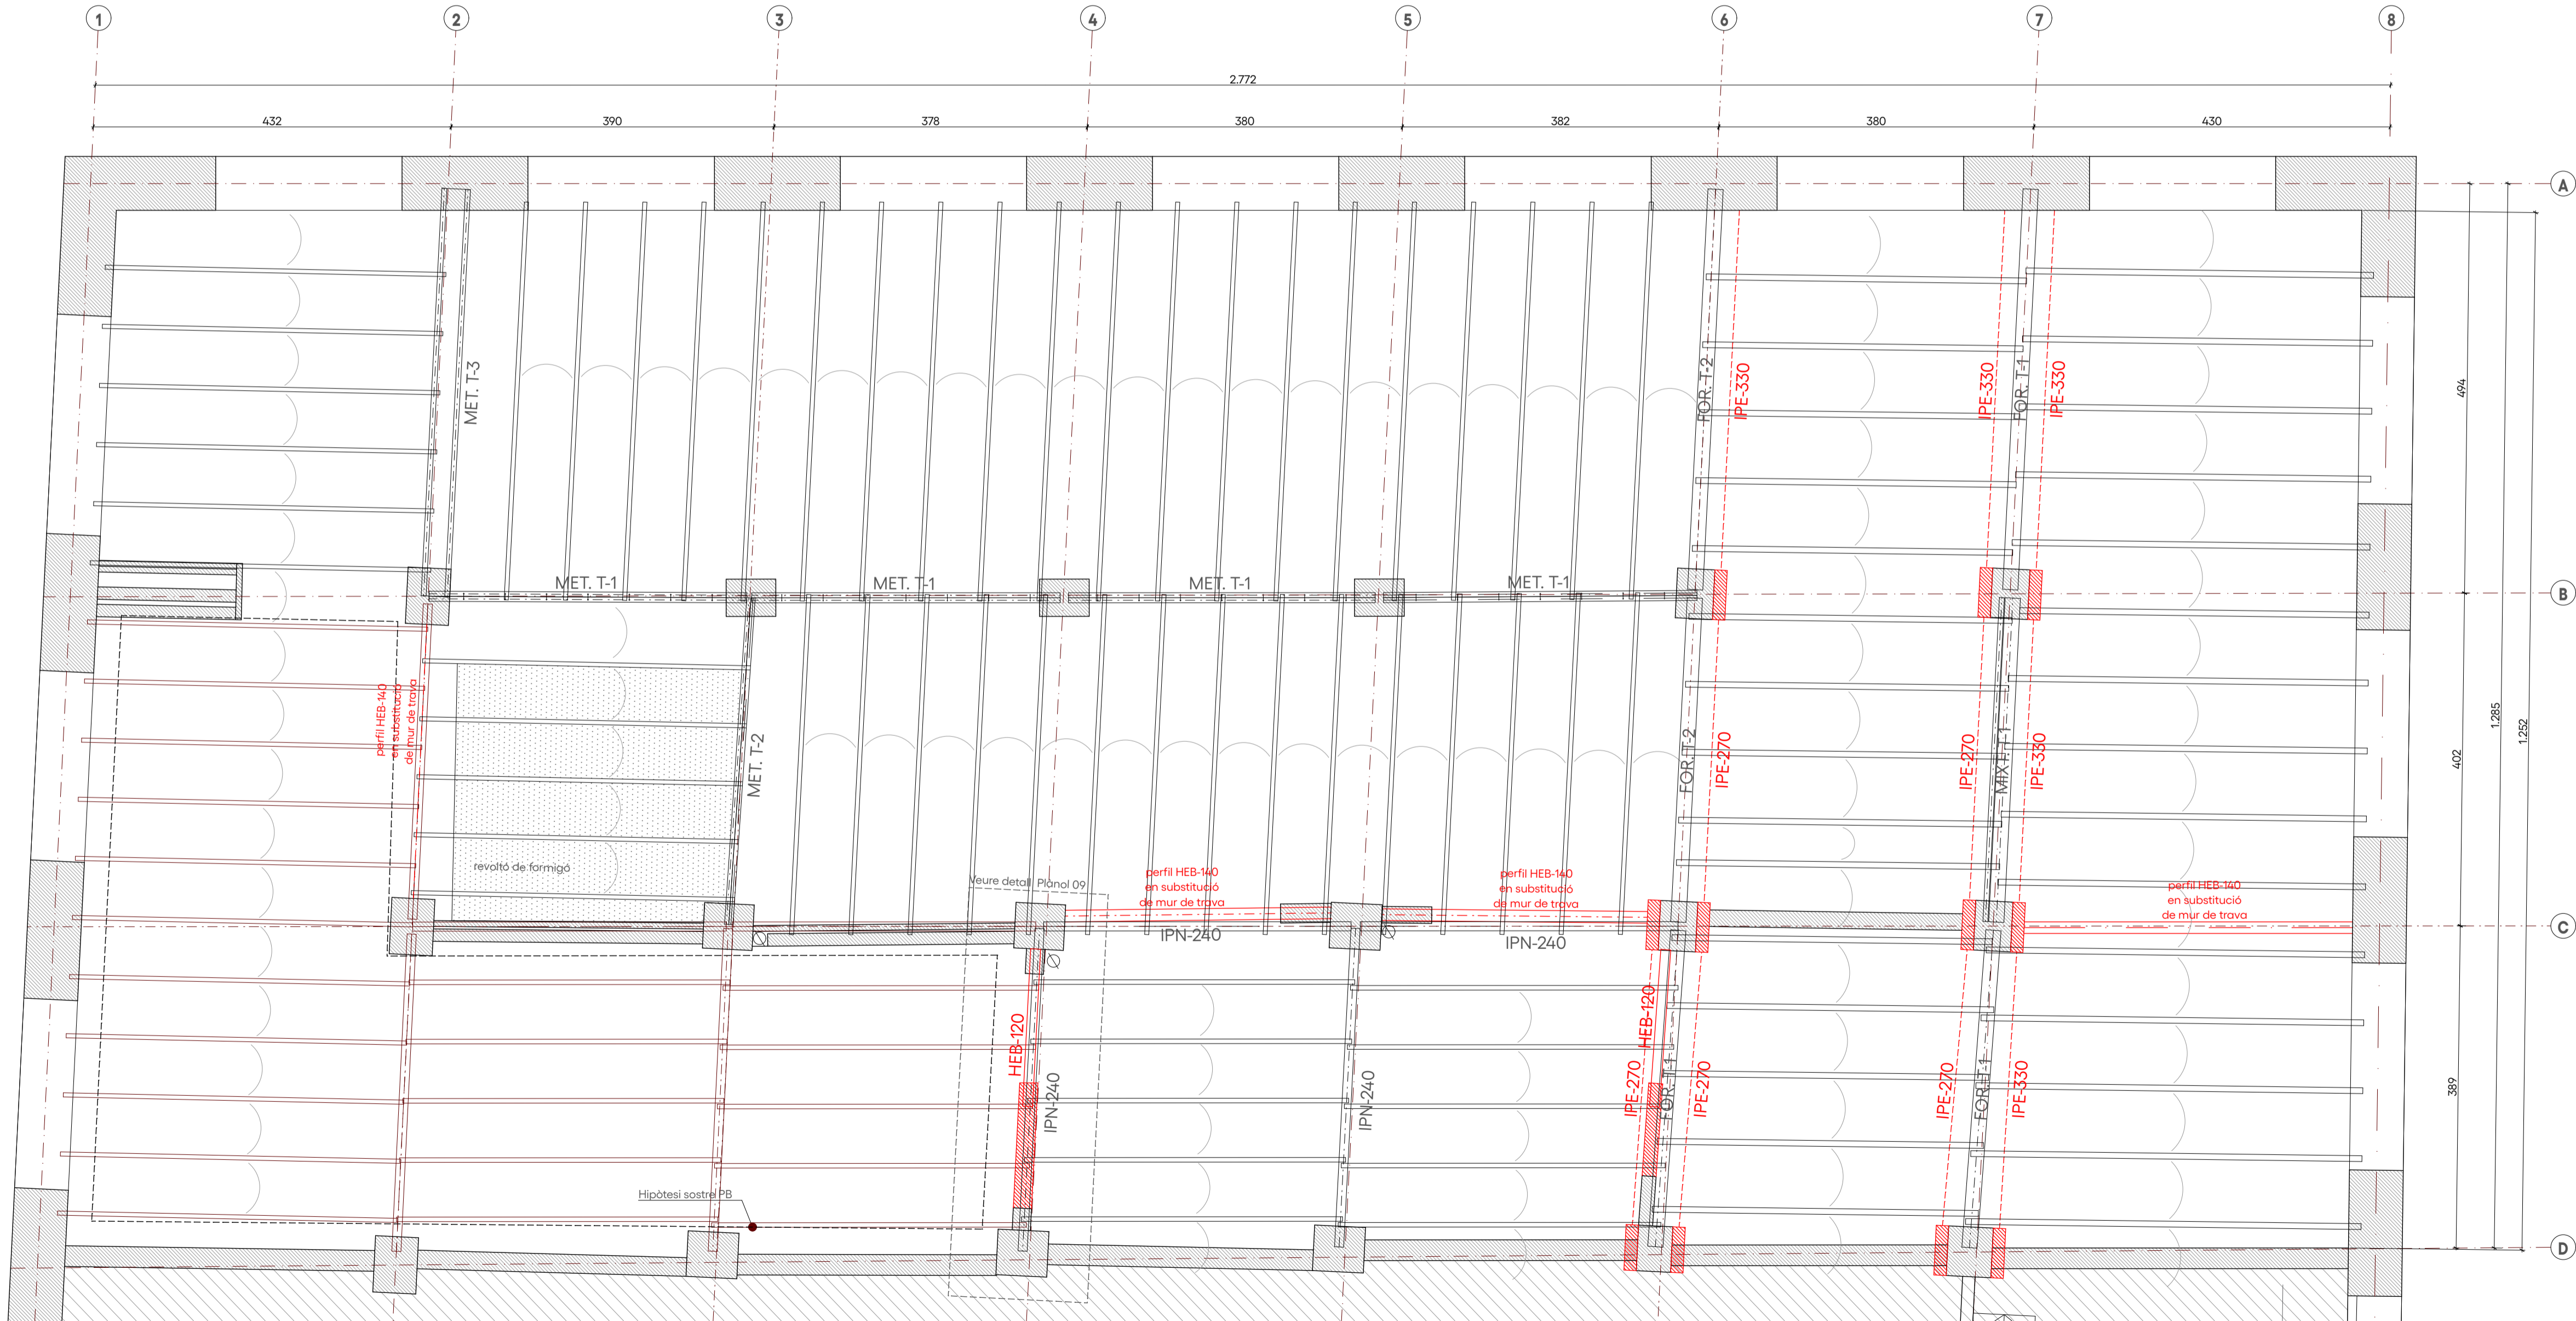 1
2
3
4
5
6
7
8
2.772
432
390
378
380
382
380
430
A
MET. T-3
FOR. T-2
IPE-330
IPE-330
FOR. T-1
IPE-330
494
MET. T-1
MET. T-1
MET. T-1
MET. T-1
B
perfil HEB-140
en substitució
de mur de trava
MET. T-2
FOR. T-2
IPE-270
IPE-270
MIXT. T-1
IPE-330
402
1.285
1.252
revoltó de formigó
Veure detall Plànol 09
perfil HEB-140
en substitució
de mur de trava
perfil HEB-140
en substitució
de mur de trava
perfil HEB-140
en substitució
de mur de trava
IPN-240
IPN-240
C
HEB-120
IPN-240
IPN-240
HEB-120
IPE-270
FOR. T-1
IPE-270
IPE-270
FOR. T-1
IPE-330
389
Hipòtesi sostre PB
D